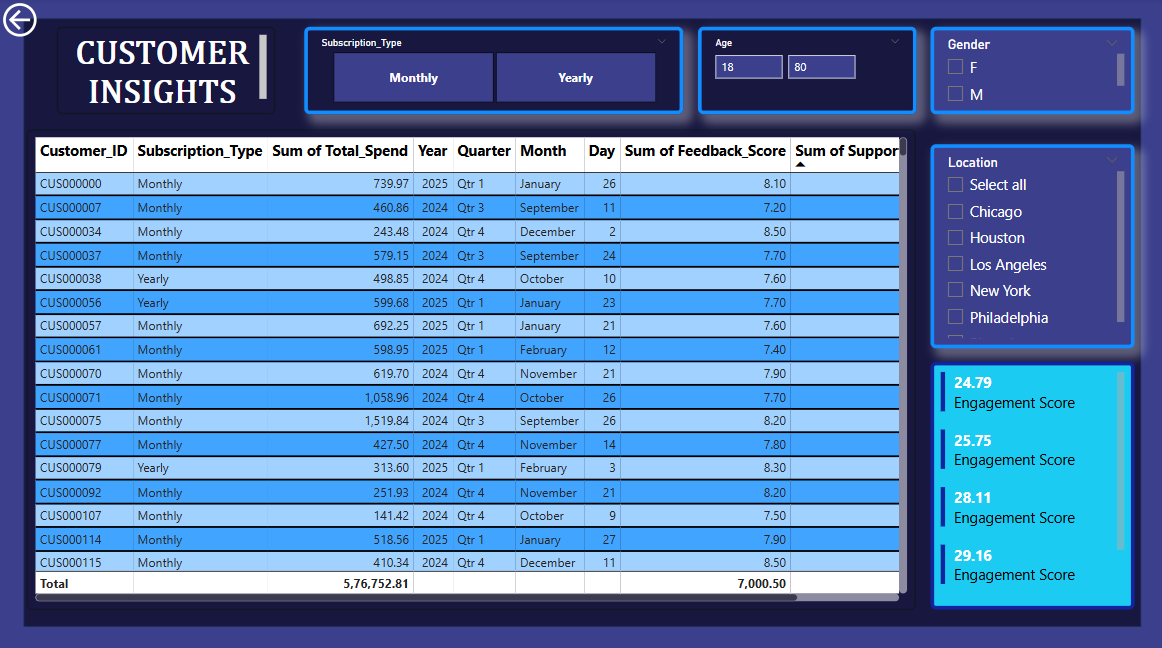 CUSTOMER
INSIGHTS
Subscription_Type
Monthly Yearly
Age
18 80
Gender
F
M
Customer_ID Subscription_Type Sum of Total_Spend Year Quarter Month Day Sum of Feedback_Score Sum of Suppor
CUS000000 Monthly 739.97 2025 Qtr 1 January 26 8.10
CUS000007 Monthly 460.86 2024 Qtr 3 September 11 7.20
CUS000034 Monthly 243.48 2024 Qtr 4 December 2 8.50
CUS000037 Monthly 579.15 2024 Qtr 3 September 24 7.70
CUS000038 Yearly 498.85 2024 Qtr 4 October 10 7.60
CUS000056 Yearly 599.68 2025 Qtr 1 January 23 7.70
CUS000057 Monthly 692.25 2025 Qtr 1 January 21 7.60
CUS000061 Monthly 598.95 2025 Qtr 1 February 12 7.40
CUS000070 Monthly 619.70 2024 Qtr 4 November 21 7.90
CUS000071 Monthly 1,058.96 2024 Qtr 4 October 26 7.70
CUS000075 Monthly 1,519.84 2024 Qtr 3 September 26 8.20
CUS000077 Monthly 427.50 2024 Qtr 4 November 14 7.80
CUS000079 Yearly 313.60 2025 Qtr 1 February 3 8.30
CUS000092 Monthly 251.93 2024 Qtr 4 November 21 8.20
CUS000107 Monthly 141.42 2024 Qtr 4 October 9 7.50
CUS000114 Monthly 518.56 2025 Qtr 1 January 27 7.90
CUS000115 Monthly 410.34 2024 Qtr 4 December 11 8.50
Total 5,76,752.81 7,000.50
Location
Select all
Chicago
Houston
Los Angeles
New York
Philadelphia
24.79
Engagement Score
25.75
Engagement Score
28.11
Engagement Score
29.16
Engagement Score